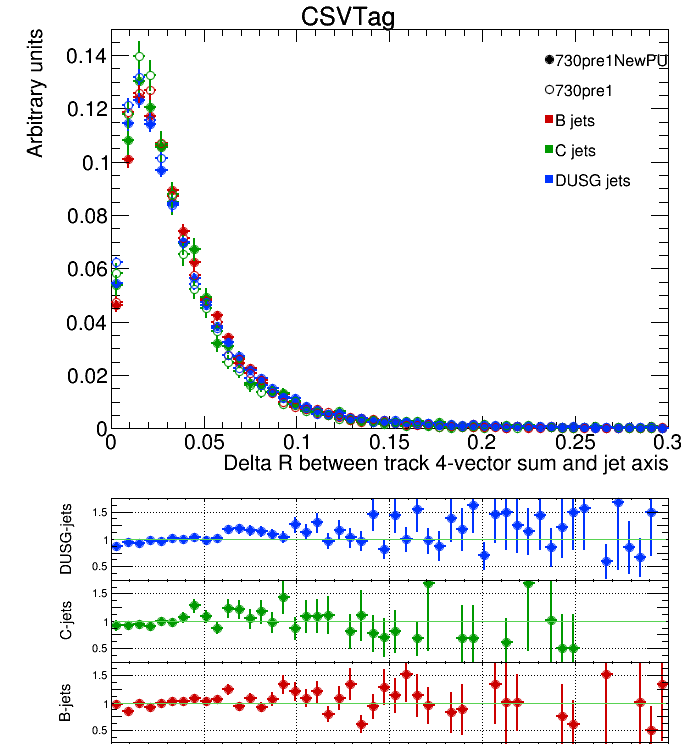 CSVTag
Arbitrary units
0.14
0.12
0.1
0.08
0.06
0.04
0.02
0
730pre1NewPU
730pre1
B jets
C jets
DUSG jets
0 0.05 0.1 0.15 0.2 0.25 0.3
Delta R between track 4-vector sum and jet axis
DUSG-jets
1.5
1
0.5
C-jets
1.5
1
0.5
B-jets
1.5
1
0.5